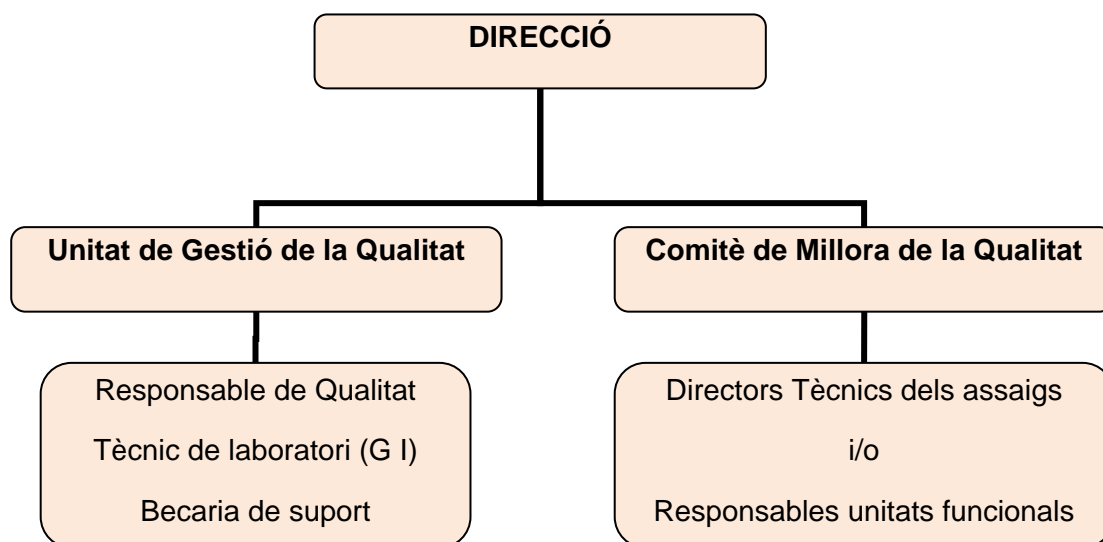 DIRECCIÓ
Unitat de Gestió de la Qualitat
Comitè de Millora de la Qualitat
Responsable de Qualitat
Tècnic de laboratori (G I)
Becaria de suport
Directors Tècnics dels assaigs
i/o
Responsables unitats funcionals